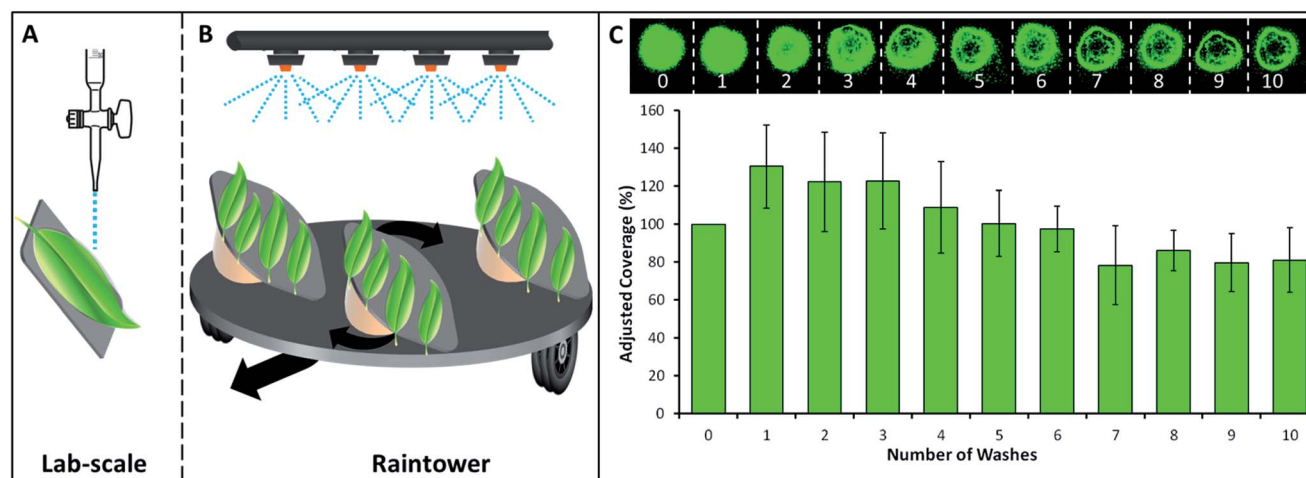 A
B
C
0 1 2 3 4 5 6 7 8 9 10
160
140
120
100
80
60
40
20
0
Adjusted Coverage (%)
0 1 2 3 4 5 6 7 8 9 10
Number of Washes
Lab-scale
Raintower